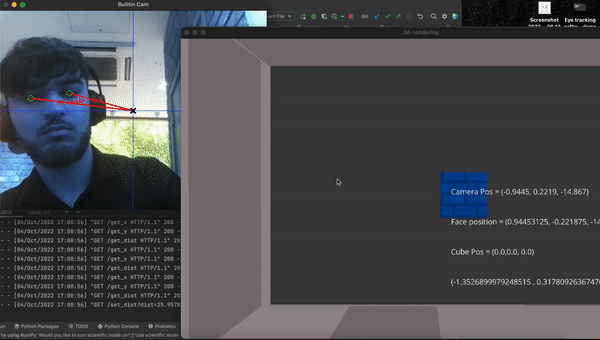 Builtin Cam
3d-rendering
Screenshot
Eye tracking
Camera Pos = (-0.9445, 0.2219, -14.867)
Face position = (0.94453125, -0.221875, -14
Cube Pos = (0.0,0.0, 0.0)
(-1.3526899979248515 , 0.317809263674
- - [04/Oct/2022 17:00:56] "GET /get_x HTTP/1.1" 200 -
- - [04/Oct/2022 17:00:56] "GET /get_y HTTP/1.1" 200 -
- - [04/Oct/2022 17:00:56] "GET /get_dist HTTP/1.1" 20
- - [04/Oct/2022 17:00:56] "GET /get_x HTTP/1.1" 200 -
- - [04/Oct/2022 17:00:56] "GET /get_y HTTP/1.1" 200 -
- - [04/Oct/2022 17:00:56] "GET /get_dist HTTP/1.1" 20
- - [04/Oct/2022 17:00:56] "GET /get_x HTTP/1.1" 200 -
- - [04/Oct/2022 17:00:56] "GET /get_y HTTP/1.1" 200 -
- - [04/Oct/2022 17:00:56] "GET /get_dist HTTP/1.1" 20
- - [04/Oct/2022 17:00:56] "GET /set_dist?dist=25.9578
Python Packages TODO Python Console Problems